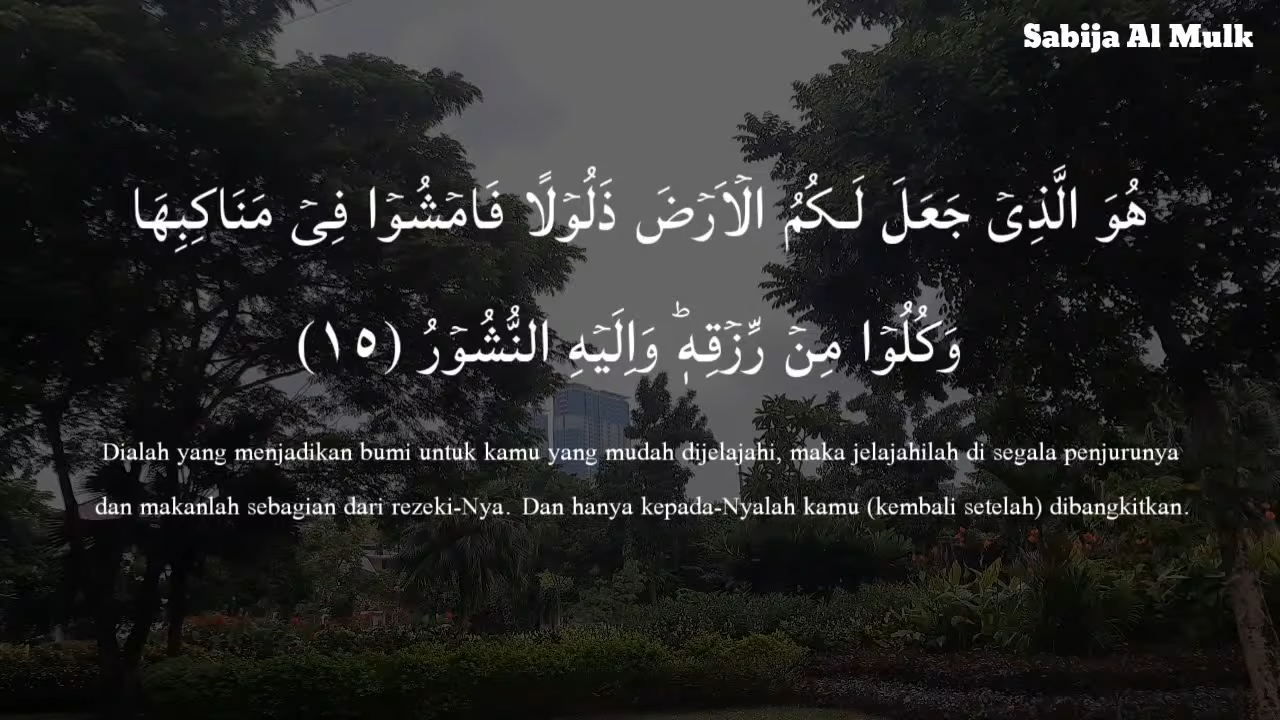 Sabija Al Mulk
هُوَ الَّذِيْ جَعَلَ لَـكُمُ الْاَرْضَ ذَلُوْلًا فَامْشُوْا فِيْ مَنَاكِبِهَا
وَكُلُوْا مِنْ رِّزْقِهٖؕ وَاِلَيْهِ النُّشُوْرُ (١٥)
Dialah yang menjadikan bumi untuk kamu yang mudah dijelajahi, maka jelajahilah di segala penjurunya
dan makanlah sebagian dari rezeki-Nya. Dan hanya kepada-Nyalah kamu (kembali setelah) dibangkitkan.